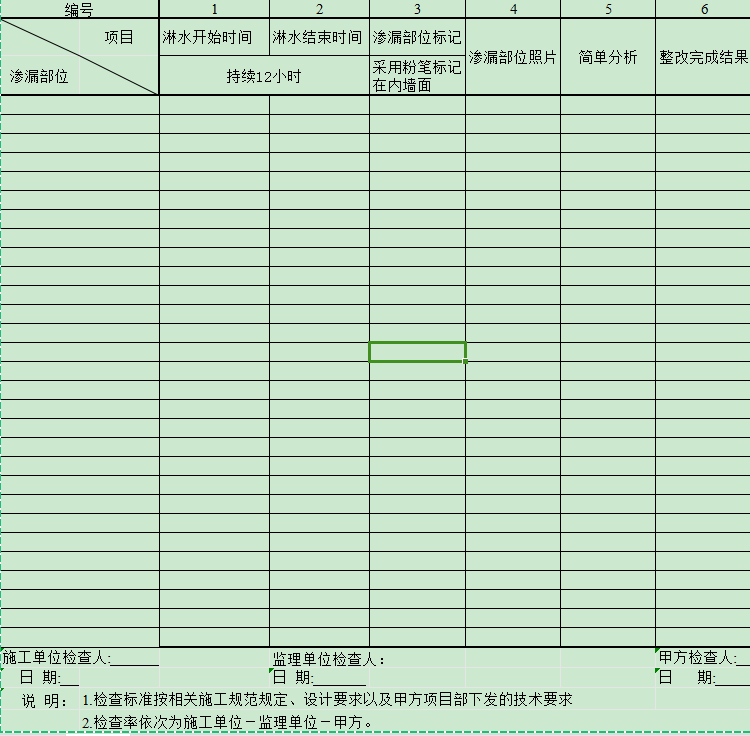 编号 1 2 3 4 5 6
项目 淋水开始时间 淋水结束时间 渗漏部位标记 渗漏部位照片 简单分析 整改完成结果
渗漏部位 持续12小时 采用粉笔标记
在内墙面
施工单位检查人: 监理单位检查人： 甲方检查人:
日 期: 日 期: 日 期:
说 明： 1.检查标准按相关施工规范规定、设计要求以及甲方项目部下发的技术要求
2.检查率依次为施工单位－监理单位－甲方。